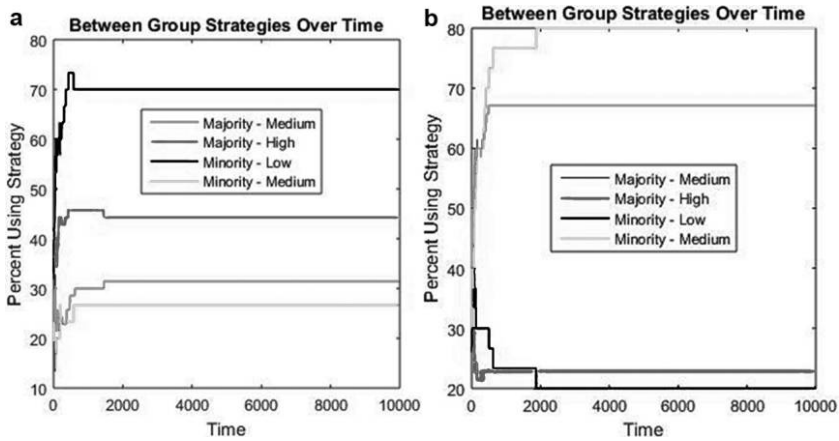 a
Between Group Strategies Over Time
80
70
60
50
40
30
20
10
Percent Using Strategy
Majority - Medium
Majority - High
Minority - Low
Minority - Medium
0 2000 4000 6000 8000 10000
Time
b
Between Group Strategies Over Time
80
70
60
50
40
30
20
Percent Using Strategy
Majority - Medium
Majority - High
Minority - Low
Minority - Medium
0 2000 4000 6000 8000 10000
Time